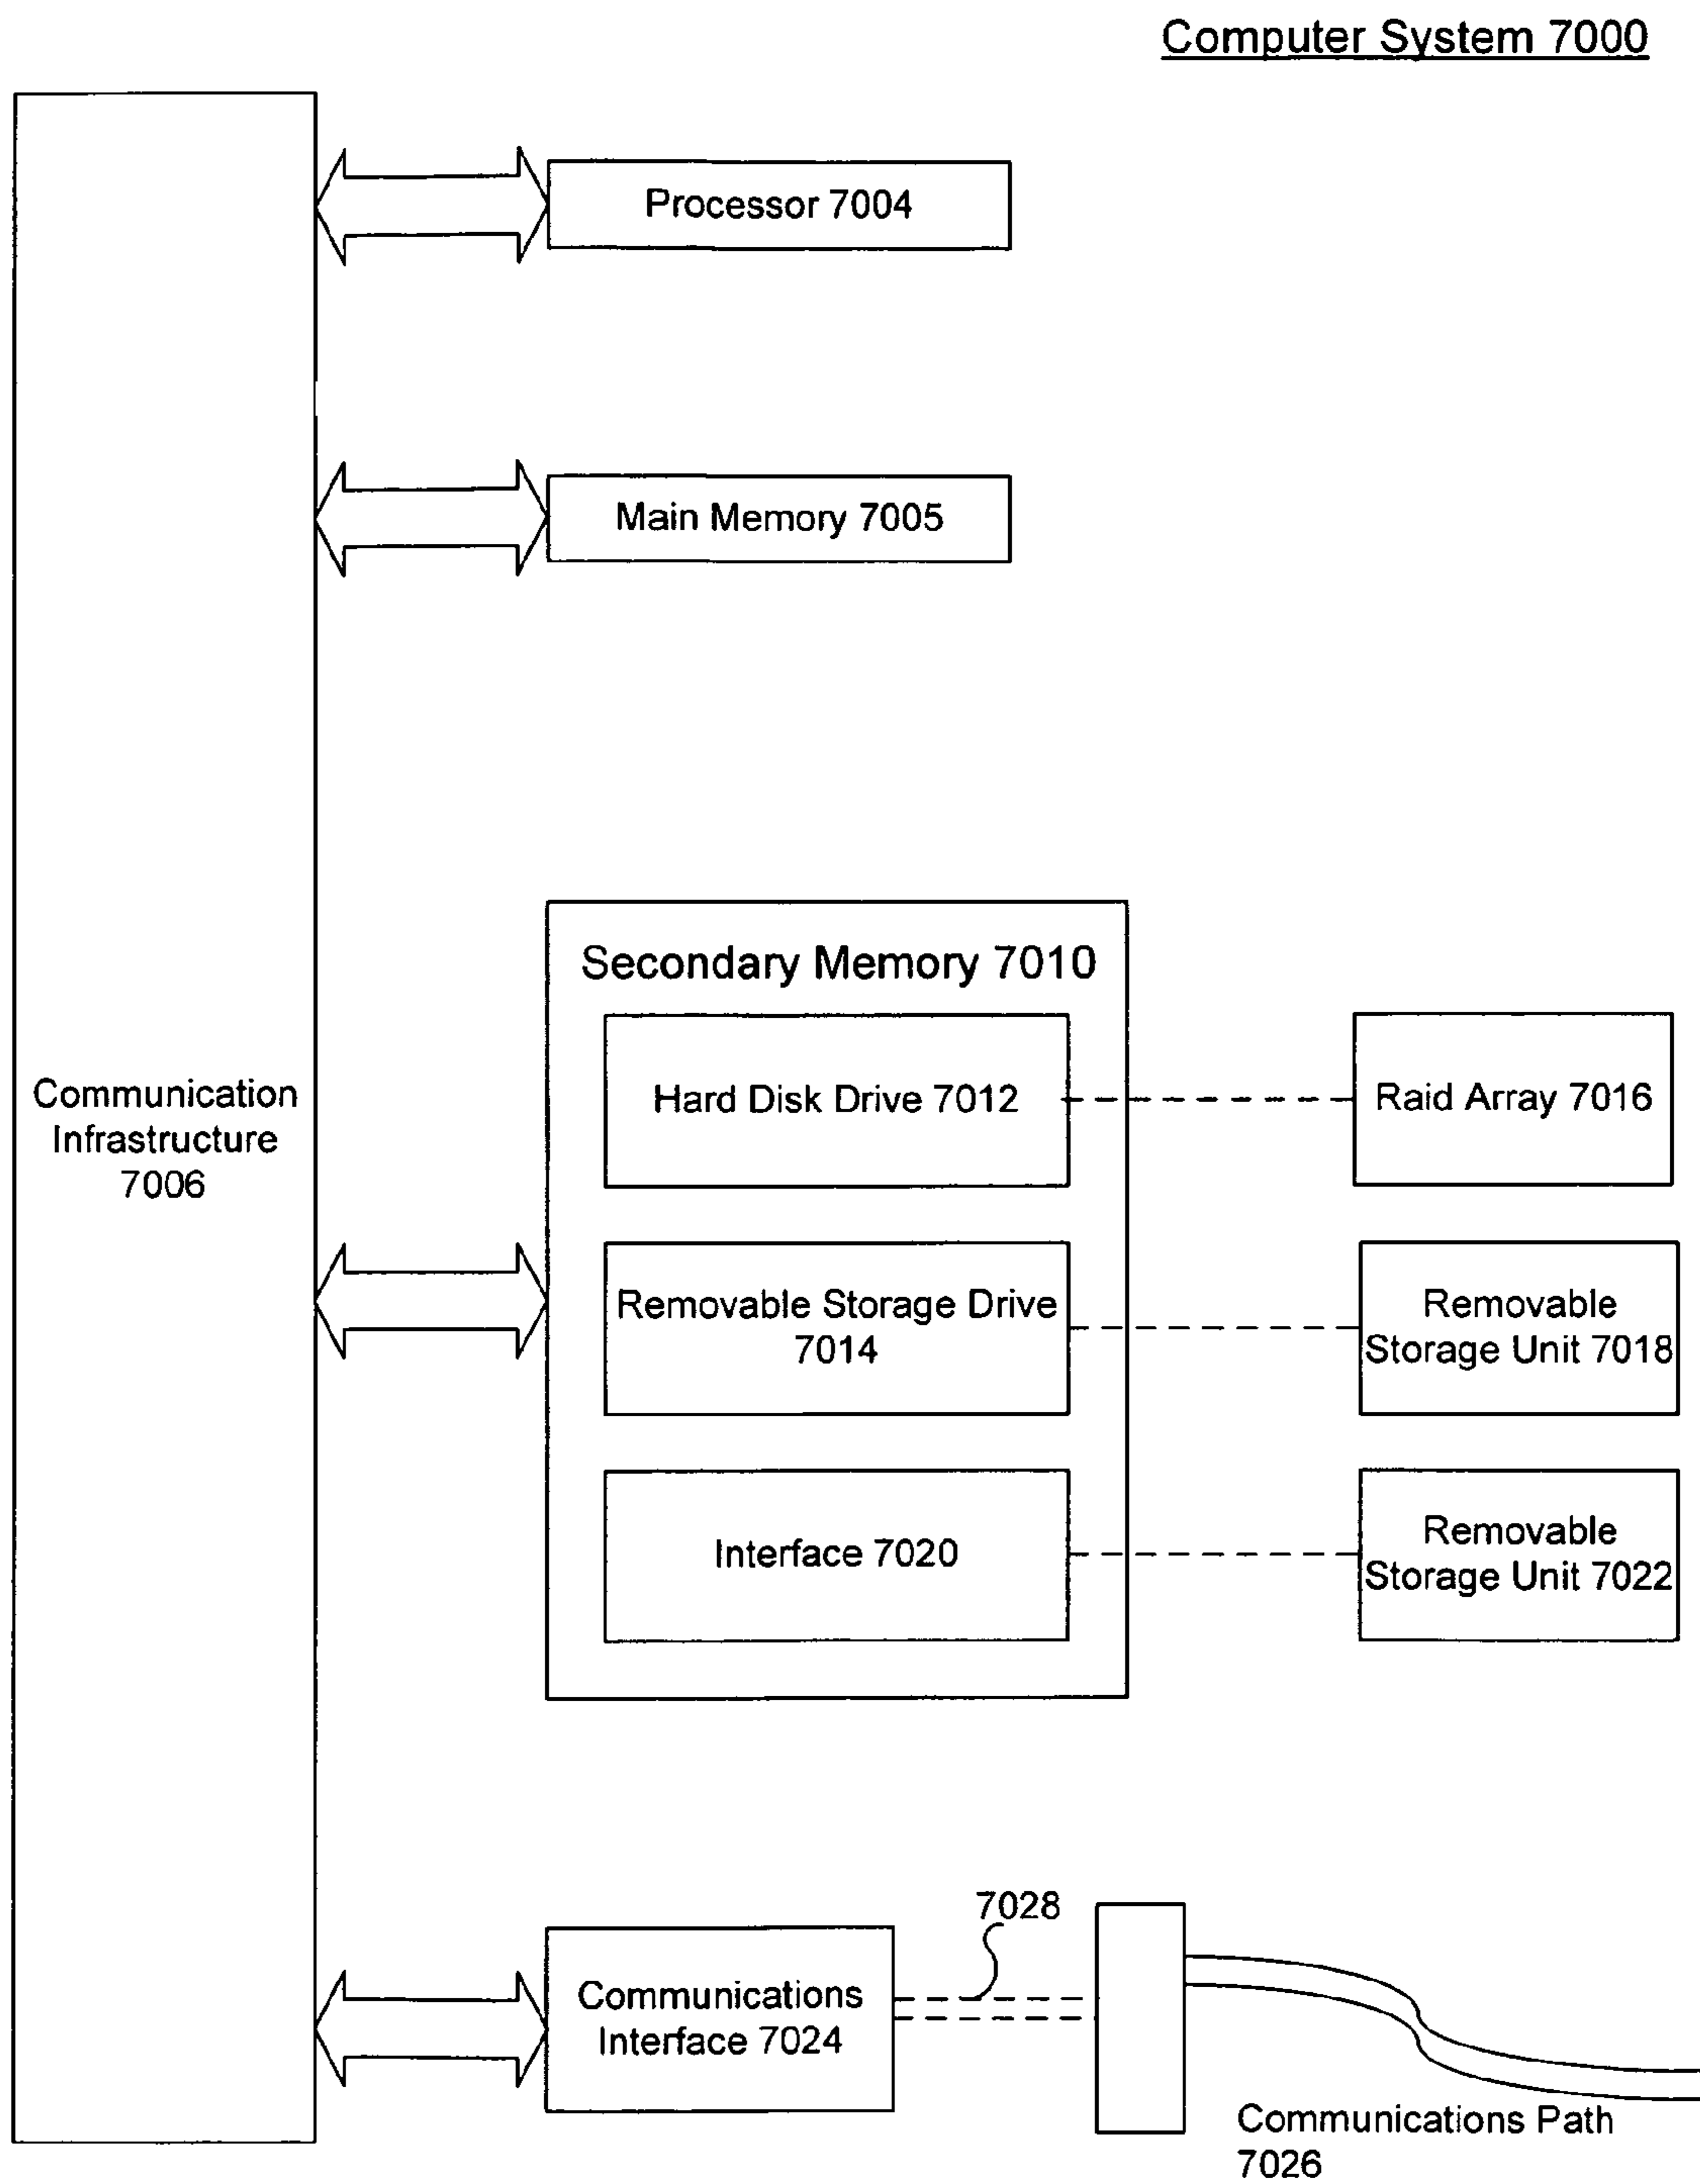 Computer System 7000
Processor 7004
Main Memory 7005
Communication
Infrastructure
7006
Secondary Memory 7010
Hard Disk Drive 7012
Raid Array 7016
Removable Storage Drive
7014
Removable
Storage Unit 7018
Interface 7020
Removable
Storage Unit 7022
7028
Communications
Interface 7024
Communications Path
7026